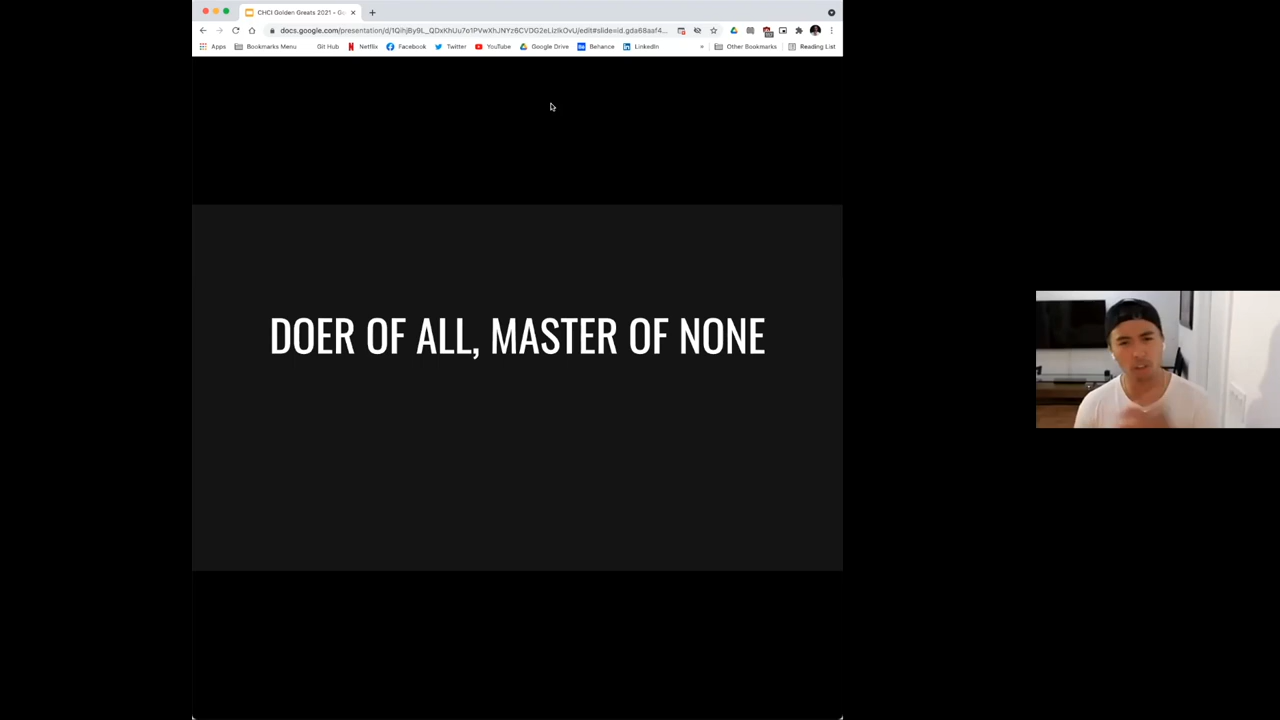 CHCI Golden Greats 2021 - Go
Apps Bookmarks Menu Git Hub Netflix Facebook Twitter YouTube Google Drive Behance LinkedIn » Other Bookmarks Reading List
DOER OF ALL, MASTER OF NONE